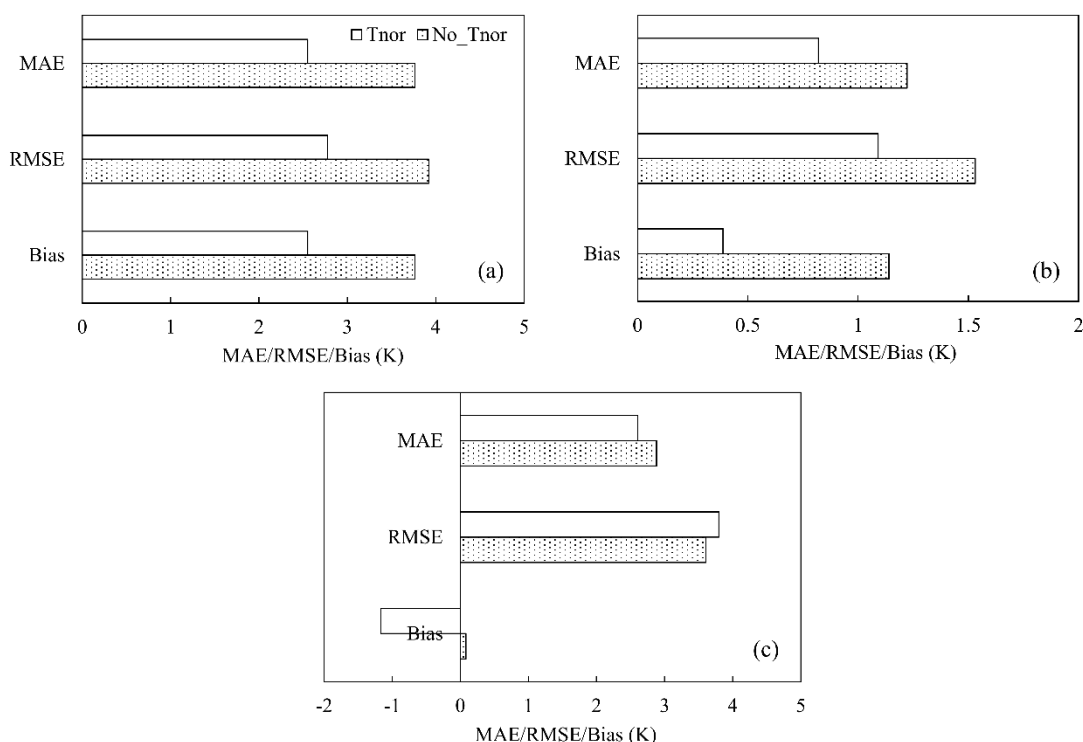 Tnor No_Tnor
MAE
RMSE
Bias
(a)
0 1 2 3 4 5
MAE/RMSE/Bias (K)
MAE
RMSE
Bias
(b)
0 0.5 1 1.5 2
MAE/RMSE/Bias (K)
MAE
RMSE
Bias
(c)
-2 -1 0 1 2 3 4 5
MAE/RMSE/Bias (K)